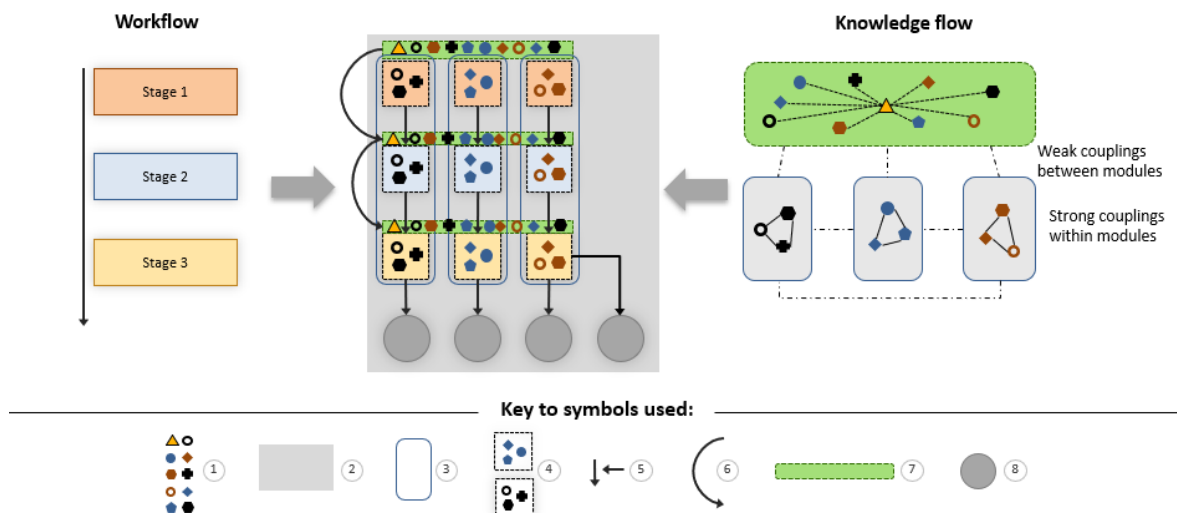 Workflow
Knowledge flow
Stage 1
Stage 2
Stage 3
Weak couplings
between modules
Strong couplings
within modules
Key to symbols used:
1
2
3
4
5
6
7
8